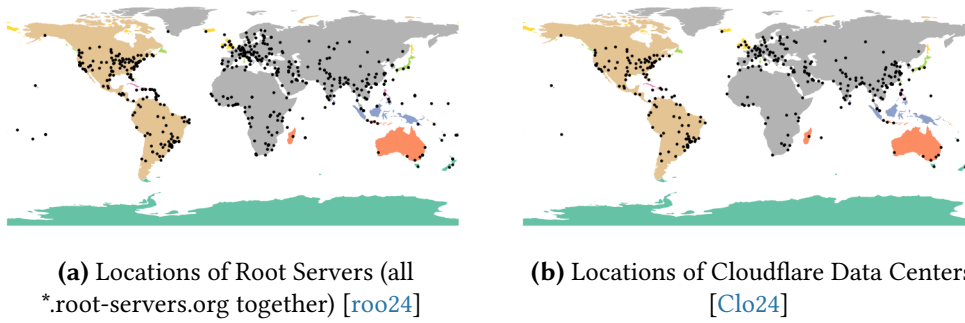 (a) Locations of Root Servers (all
*.root-servers.org together) [roo24]
(b) Locations of Cloudflare Data Centers
[Clo24]